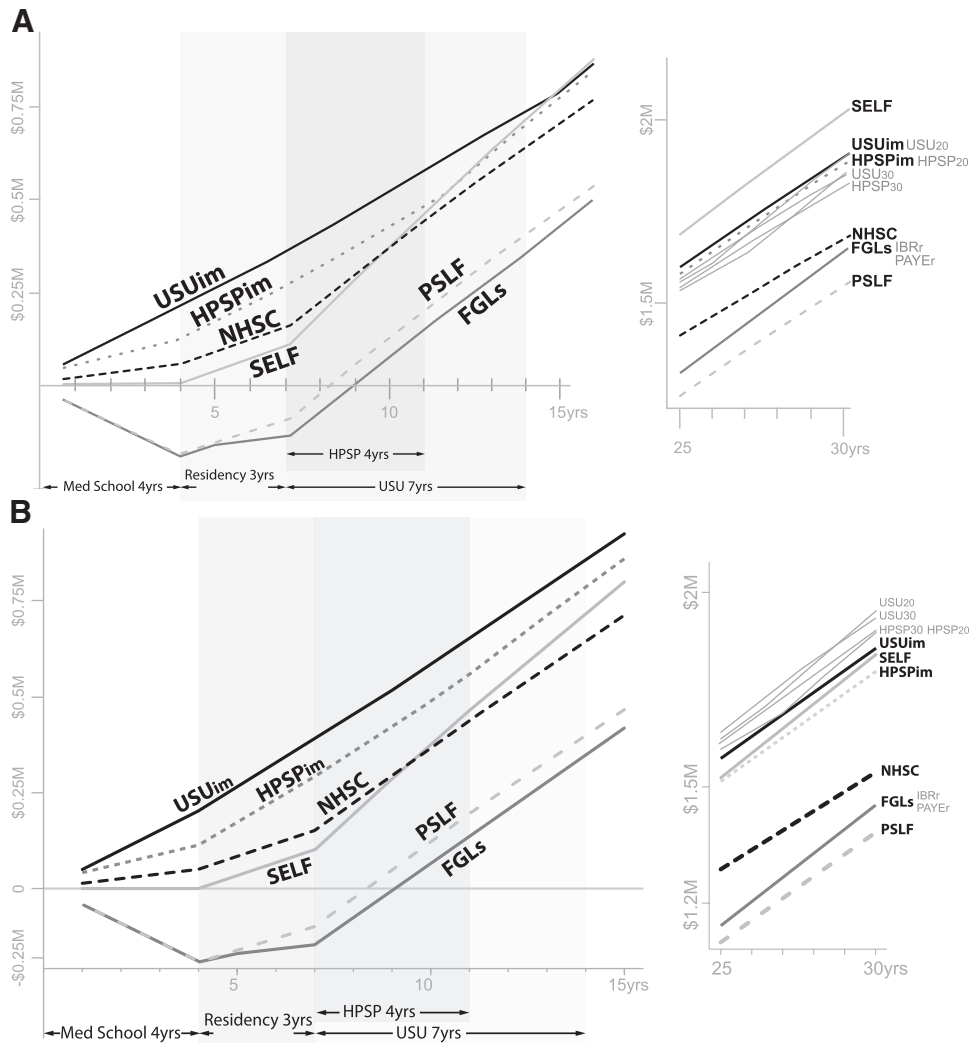 A
$0.75M
$0.5M
$0.25M
USUim
HPSPim
NHSC
SELF
PSLF
FGLs
5
10
15yrs
HPSP 4yrs
Residency 3yrs
Med School 4yrs
USU 7yrs
$2M
$1.5M
SELF
USUim USU20
HPSPim HPSP20
USU30
HPSP30
NHSC
FGLs IBRr
PAYEr
PSLF
25
30yrs
B
$0.75M
$0.5M
$0.25M
0
-$0.25M
USUim
HPSPim
NHSC
SELF
PSLF
FGLs
5
10
15yrs
HPSP 4yrs
Residency 3yrs
Med School 4yrs
USU 7yrs
$2M
$1.5M
$1.2M
USU20
USU30
HPSP30 HPSP20
USUim
SELF
HPSPim
NHSC
FGLs IBRr
PAYEr
PSLF
25
30yrs